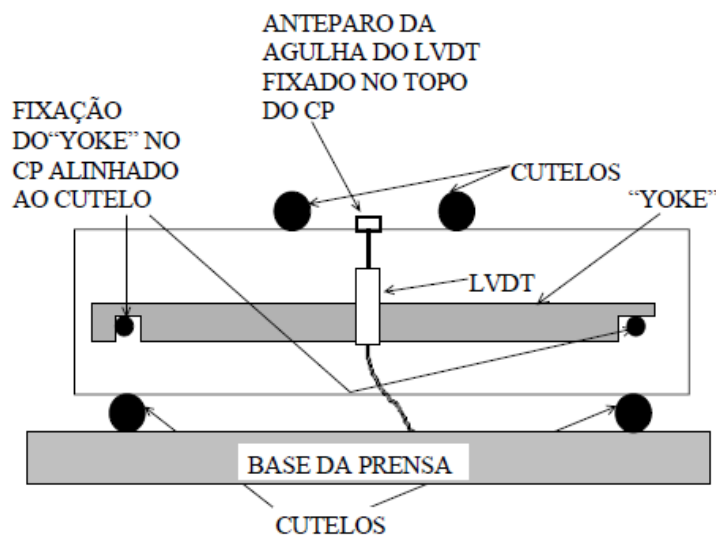 ANTEPARO DA
AGULHA DO LVDT
FIXADO NO TOPO
DO CP
FIXAÇÃO
DO“YOKE” NO
CP ALINHADO
AO CUTELO
CUTELOS
“YOKE”
LVDT
BASE DA PRENSA
CUTELOS